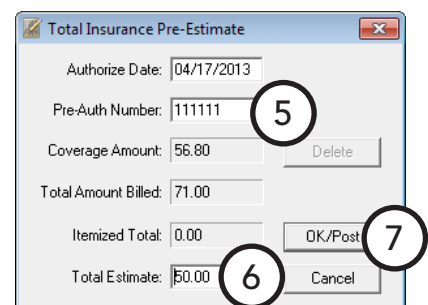 Total Insurance Pre-Estimate
Authorize Date: 04/17/2013
Pre-Auth Number: 111111 5
Coverage Amount: 56.80 Delete
Total Amount Billed: 71.00
Itemized Total: 0.00 OK/Post 7
Total Estimate: 50.00 6 Cancel